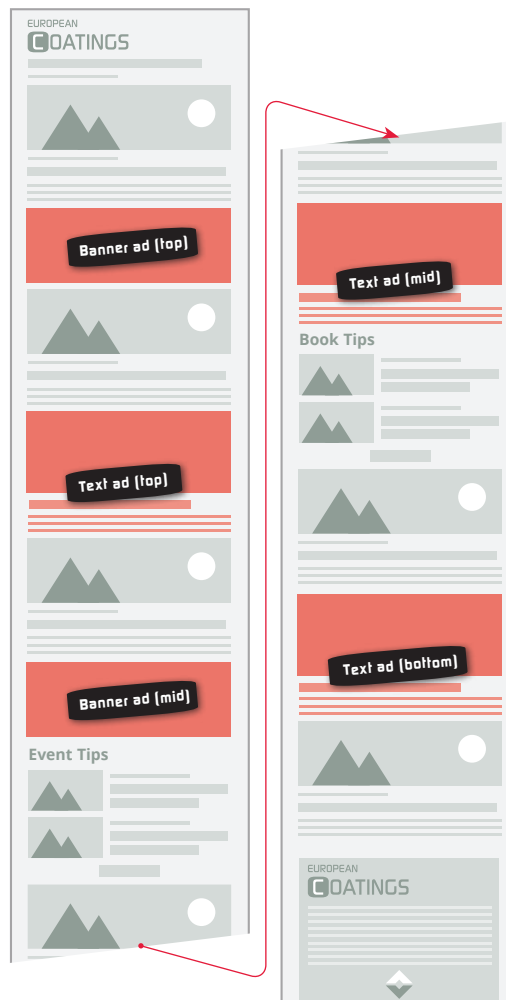 EUROPEAN
COATINGS
Banner ad (top)
Text ad (top)
Banner ad (mid)
Event Tips
Text ad (mid)
Book Tips
Text ad (bottom)
EUROPEAN
COATINGS